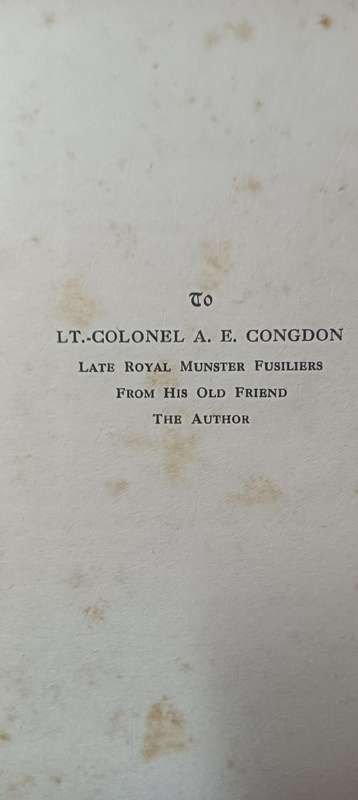 To
LT.-COLONEL A. E. CONGDON
LATE ROYAL MUNSTER FUSILIERS
FROM HIS OLD FRIEND
THE AUTHOR